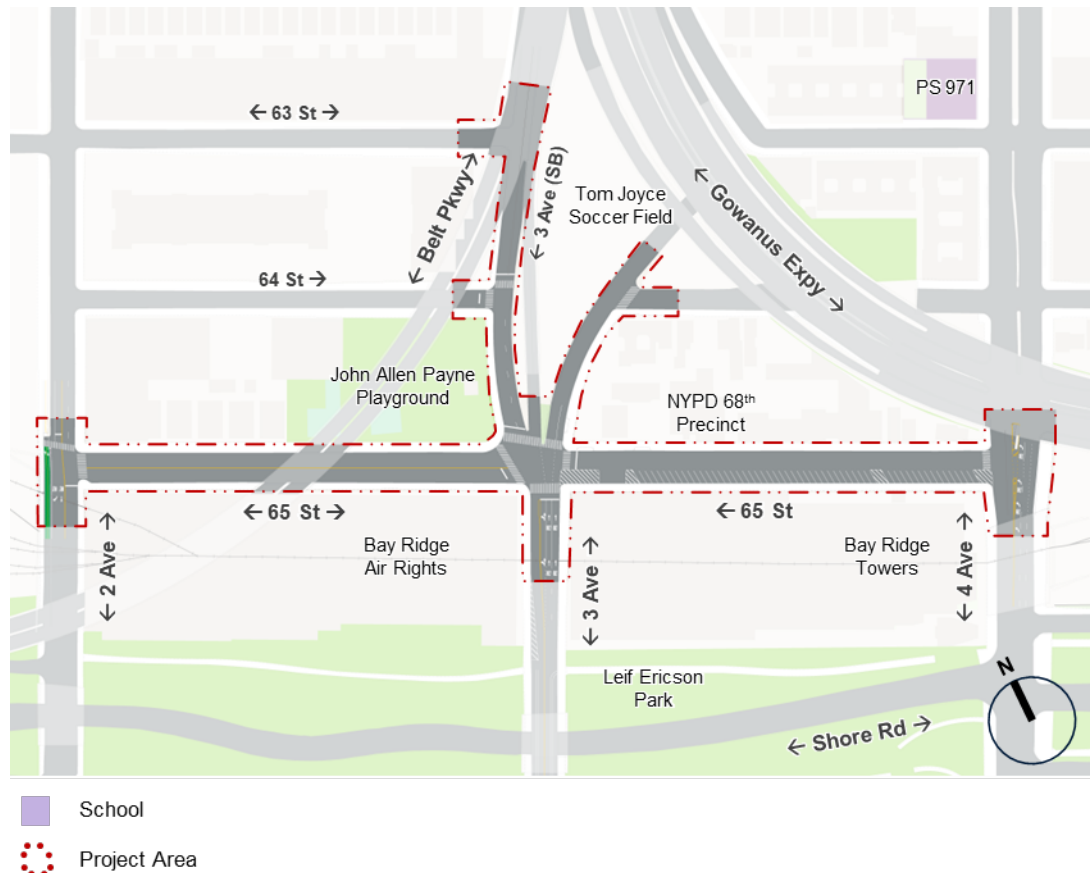 PS 971
← 63 St →
← Belt Pkwy →
← 3 Ave (SB)
Tom Joyce
Soccer Field
← Gowanus Expy →
64 St →
John Allen Payne
Playground
NYPD 68th
Precinct
← 65 St →
← 65 St
← 2 Ave →
Bay Ridge
Air Rights
← 3 Ave →
Bay Ridge
Towers
← 4 Ave →
Leif Ericson
Park
N
← Shore Rd →
School
Project Area